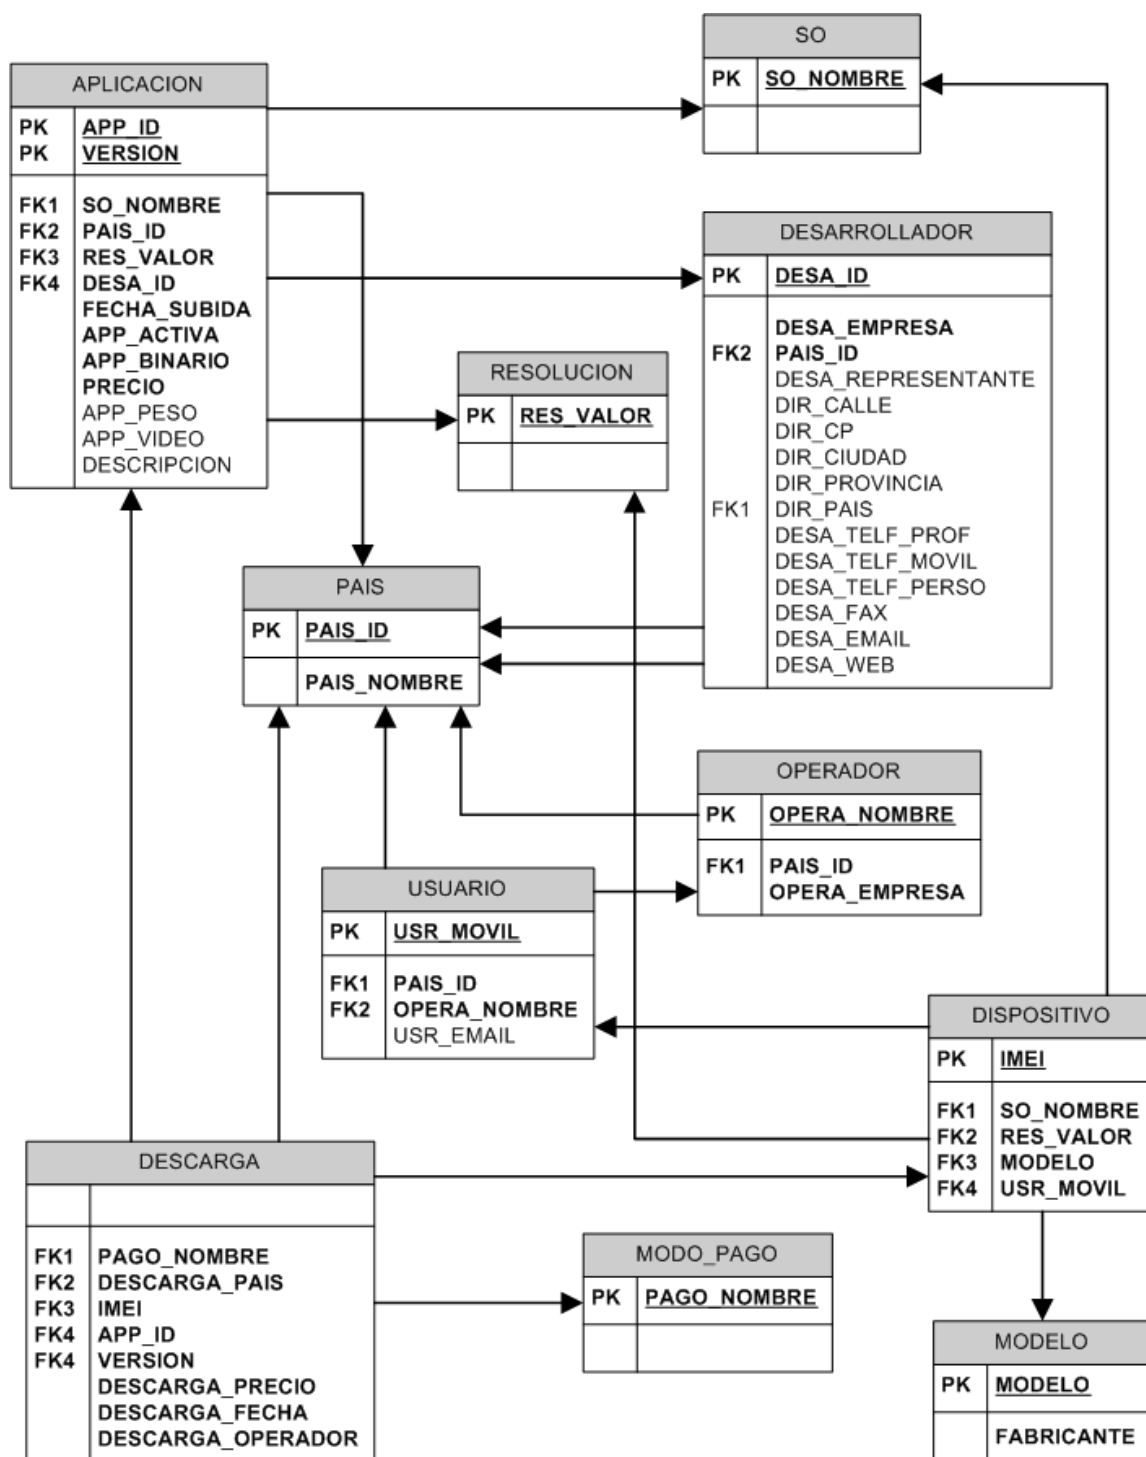 SO
PK SO_NOMBRE
APLICACION
PK APP_ID
PK VERSION
FK1 SO_NOMBRE
FK2 PAIS_ID
FK3 RES_VALOR
FK4 DESA_ID
FECHA_SUBIDA
APP_ACTIVA
APP_BINARIO
PRECIO
APP_PESO
APP_VIDEO
DESCRIPCION
DESARROLLADOR
PK DESA_ID
DESA_EMPRESA
FK2 PAIS_ID
DESA_REPRESENTANTE
DIR_CALLE
DIR_CP
DIR_CIUDAD
DIR_PROVINCIA
FK1 DIR_PAIS
DESA_TELF_PROF
DESA_TELF_MOVIL
DESA_TELF_PERSO
DESA_FAX
DESA_EMAIL
DESA_WEB
RESOLUCION
PK RES_VALOR
PAIS
PK PAIS_ID
PAIS_NOMBRE
OPERADOR
PK OPERA_NOMBRE
FK1 PAIS_ID
OPERA_EMPRESA
USUARIO
PK USR_MOVIL
FK1 PAIS_ID
FK2 OPERA_NOMBRE
USR_EMAIL
DISPOSITIVO
PK IMEI
FK1 SO_NOMBRE
FK2 RES_VALOR
FK3 MODELO
FK4 USR_MOVIL
DESCARGA
FK1 PAGO_NOMBRE
FK2 DESCARGA_PAIS
FK3 IMEI
FK4 APP_ID
FK4 VERSION
DESCARGA_PRECIO
DESCARGA_FECHA
DESCARGA_OPERADOR
MODO_PAGO
PK PAGO_NOMBRE
MODELO
PK MODELO
FABRICANTE